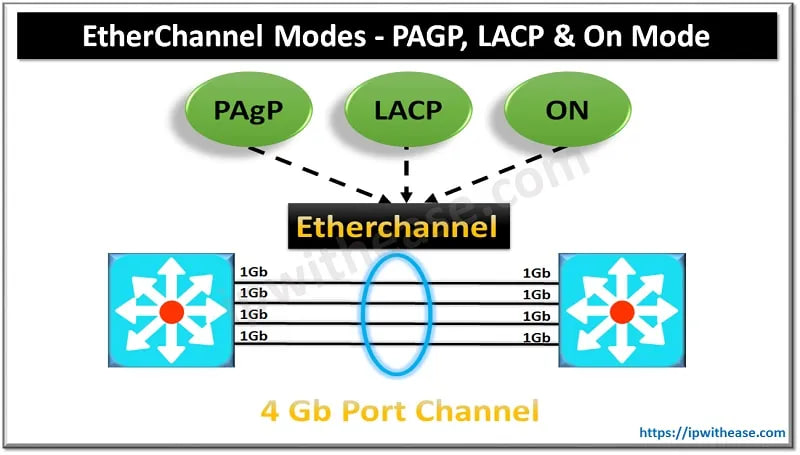 EtherChannel Modes - PAGP, LACP & On Mode
PAgP
LACP
ON
Etherchannel
1Gb 1Gb
1Gb 1Gb
1Gb 1Gb
1Gb 1Gb
4 Gb Port Channel
ipwithease.com
https://ipwithease.com